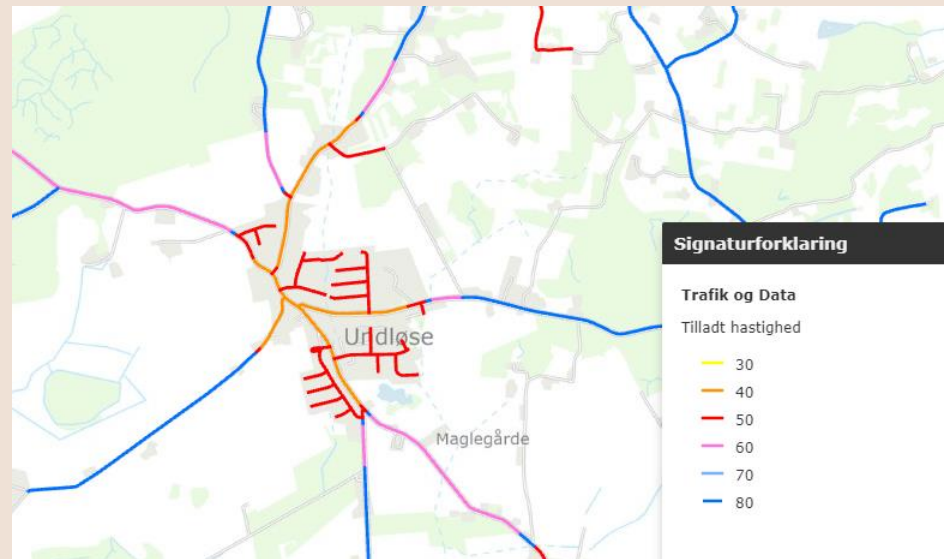 Undløse
Maglegårde
Signaturforklaring
Trafik og Data
Tilladt hastighed
30
40
50
60
70
80